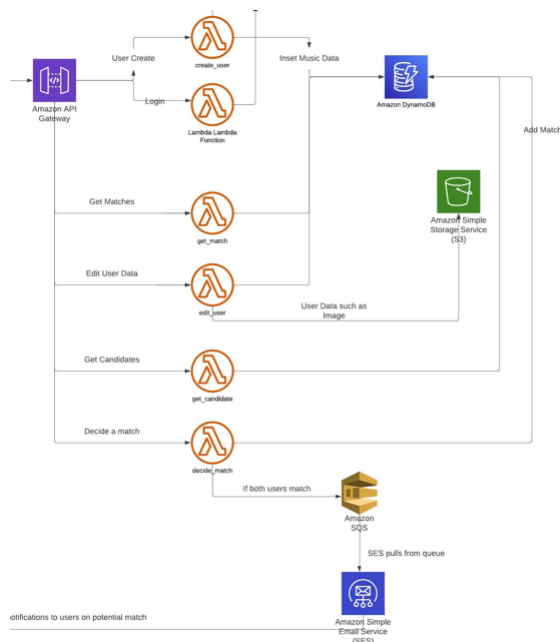 User Create
create_user
Inset Music Data
Amazon API
Gateway
Login
Lambda Lambda
Function
Amazon DynamoDB
Add Match
Amazon Simple
Storage Service
(S3)
Get Matches
get_match
Edit User Data
edit_user
User Data such as
Image
Get Candidates
get_candidate
Decide a match
decide_match
If both users match
Amazon
SQS
SES pulls from queue
otifications to users on potential match
Amazon Simple
Email Service
(SES)